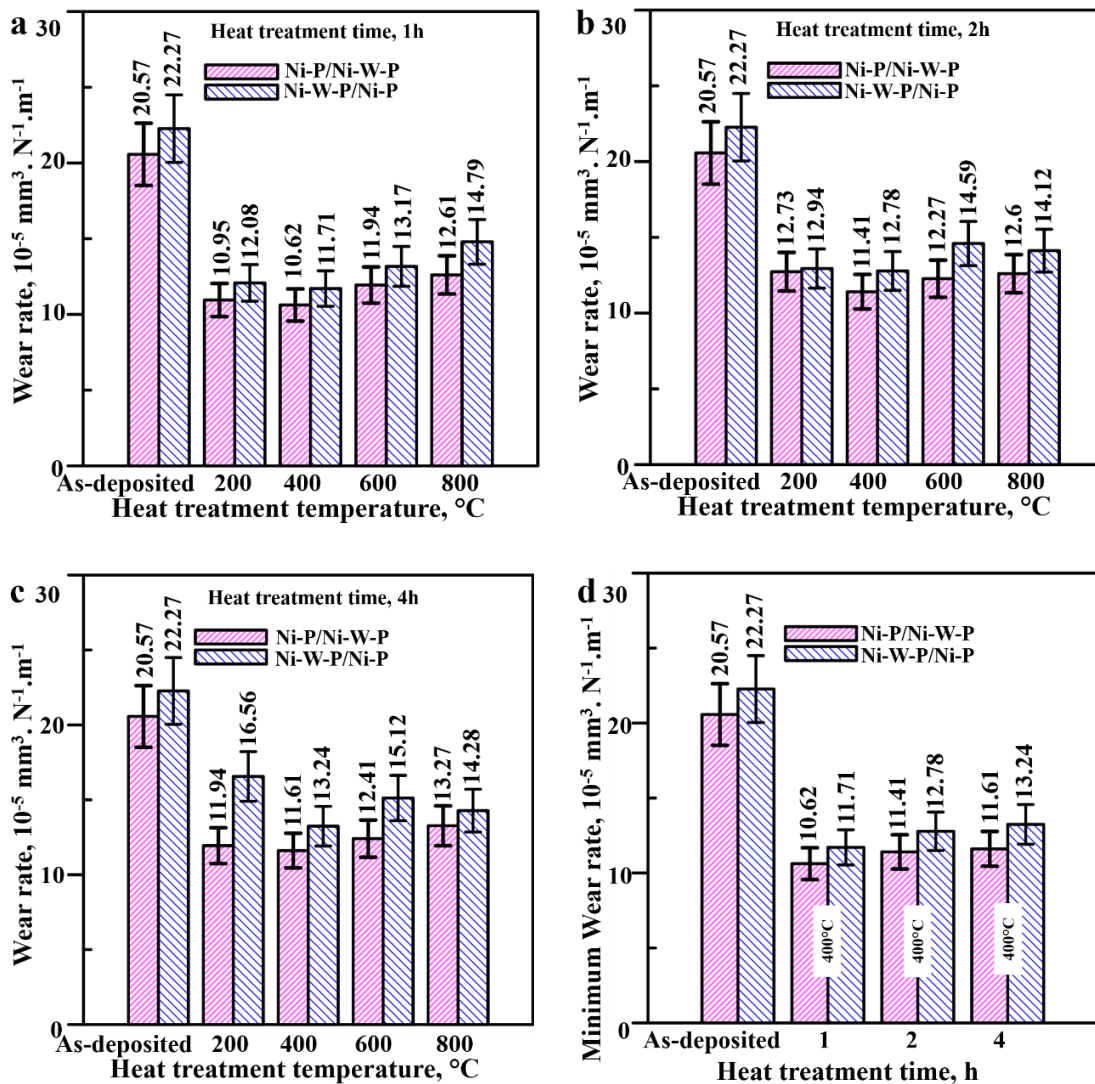 a
30
Heat treatment time, 1h
Ni-P/Ni-W-P
Ni-W-P/Ni-P
20.57
22.27
10.95
12.08
10.62
11.71
11.94
13.17
12.61
14.79
20
10
0
Wear rate, 10⁻⁵ mm³. N⁻¹.m⁻¹
As-deposited 200 400 600 800
Heat treatment temperature, °C
b
30
Heat treatment time, 2h
Ni-P/Ni-W-P
Ni-W-P/Ni-P
20.57
22.27
12.73
12.94
11.41
12.78
12.27
14.59
12.6
14.12
20
10
0
Wear rate, 10⁻⁵ mm³. N⁻¹.m⁻¹
As-deposited 200 400 600 800
Heat treatment temperature, °C
c
30
Heat treatment time, 4h
Ni-P/Ni-W-P
Ni-W-P/Ni-P
20.57
22.27
11.94
16.56
11.61
13.24
12.41
15.12
13.27
14.28
20
10
0
Wear rate, 10⁻⁵ mm³. N⁻¹.m⁻¹
As-deposited 200 400 600 800
Heat treatment temperature, °C
d
30
Ni-P/Ni-W-P
Ni-W-P/Ni-P
20.57
22.27
10.62
11.71
11.41
12.78
11.61
13.24
20
10
0
400°C
400°C
400°C
Minimum Wear rate, 10⁻⁵ mm³. N⁻¹.m⁻¹
As-deposited 1 2 4
Heat treatment time, h